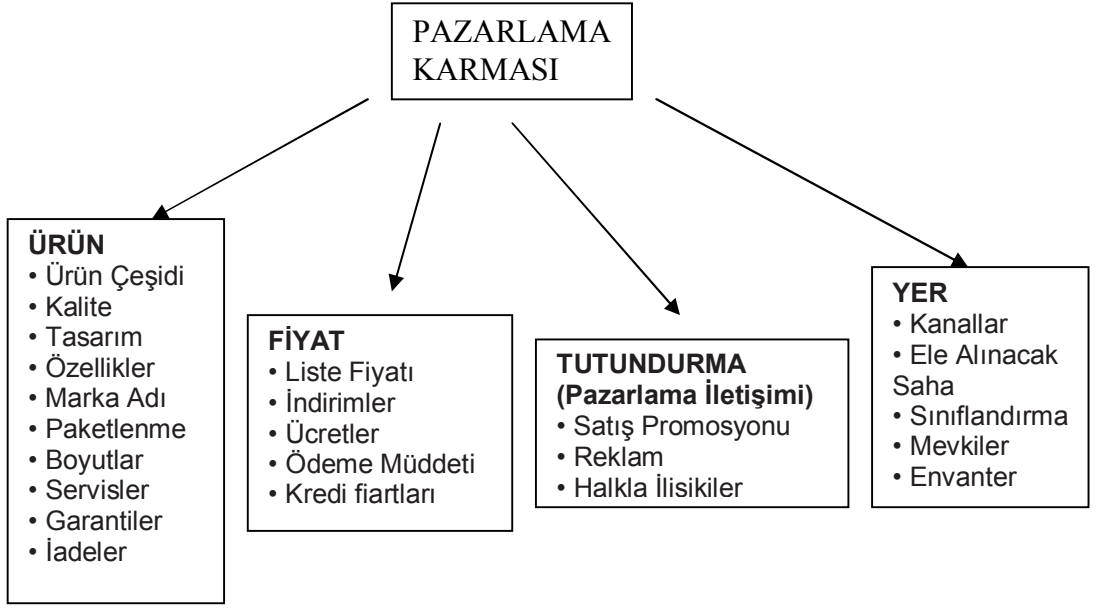 PAZARLAMA
KARMASI
ÜRÜN
• Ürün Çeşidi
• Kalite
• Tasarım
• Özellikler
• Marka Adı
• Paketlenme
• Boyutlar
• Servisler
• Garantiler
• İadeler
FİYAT
• Liste Fiyatı
• İndirimler
• Ücretler
• Ödeme Müddeti
• Kredi fiartları
TUTUNDURMA
(Pazarlama İletişimi)
• Satış Promosyonu
• Reklam
• Halkla İlisikiler
YER
• Kanallar
• Ele Alınacak
Saha
• Sınıflandırma
• Mevkiler
• Envanter